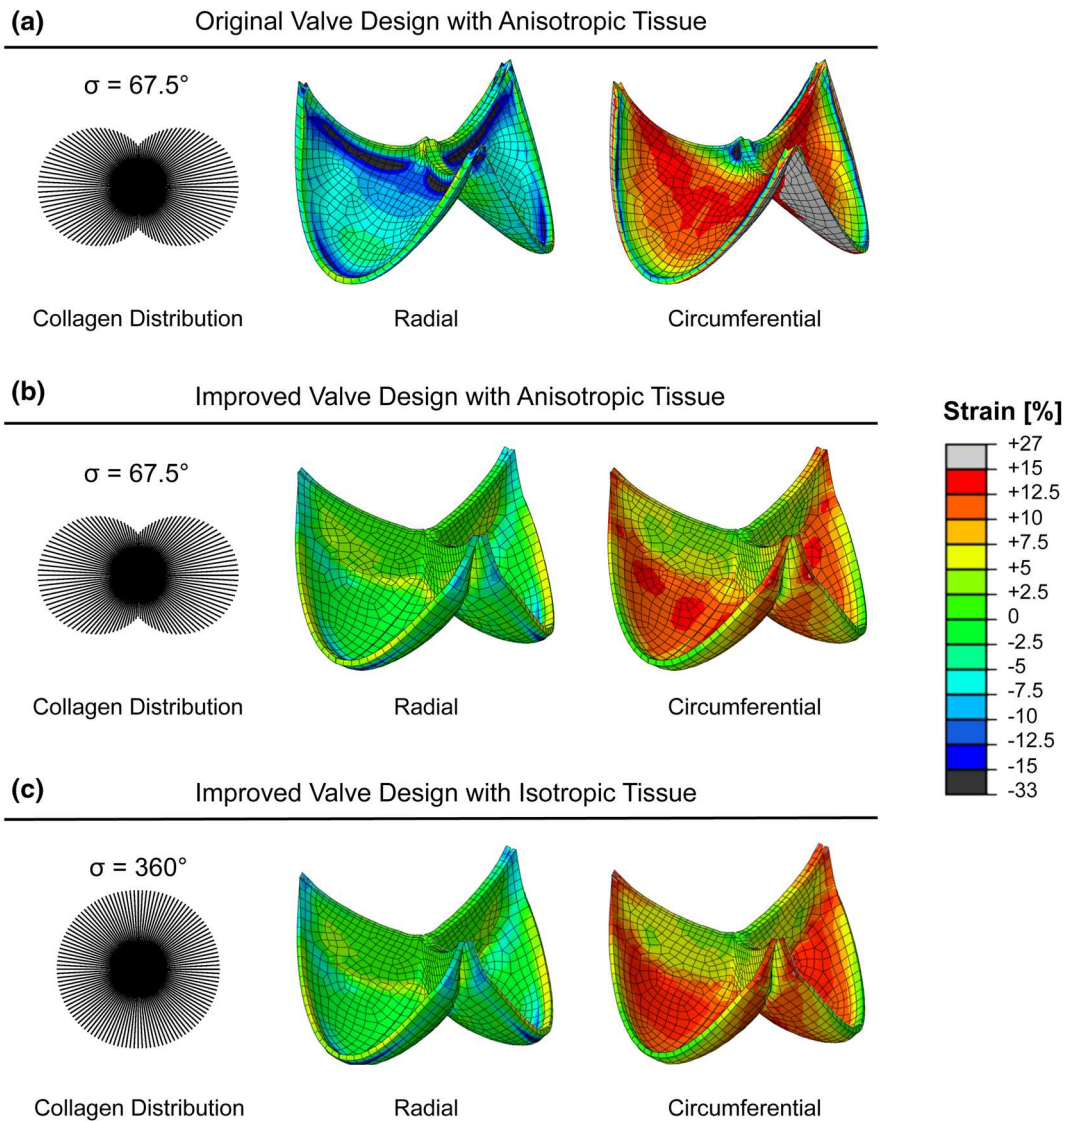 (a) Original Valve Design with Anisotropic Tissue
σ = 67.5°
Collagen Distribution Radial Circumferential
(b) Improved Valve Design with Anisotropic Tissue
σ = 67.5°
Collagen Distribution Radial Circumferential
(c) Improved Valve Design with Isotropic Tissue
σ = 360°
Collagen Distribution Radial Circumferential
Strain [%]
+27
+15
+12.5
+10
+7.5
+5
+2.5
0
-2.5
-5
-7.5
-10
-12.5
-15
-33